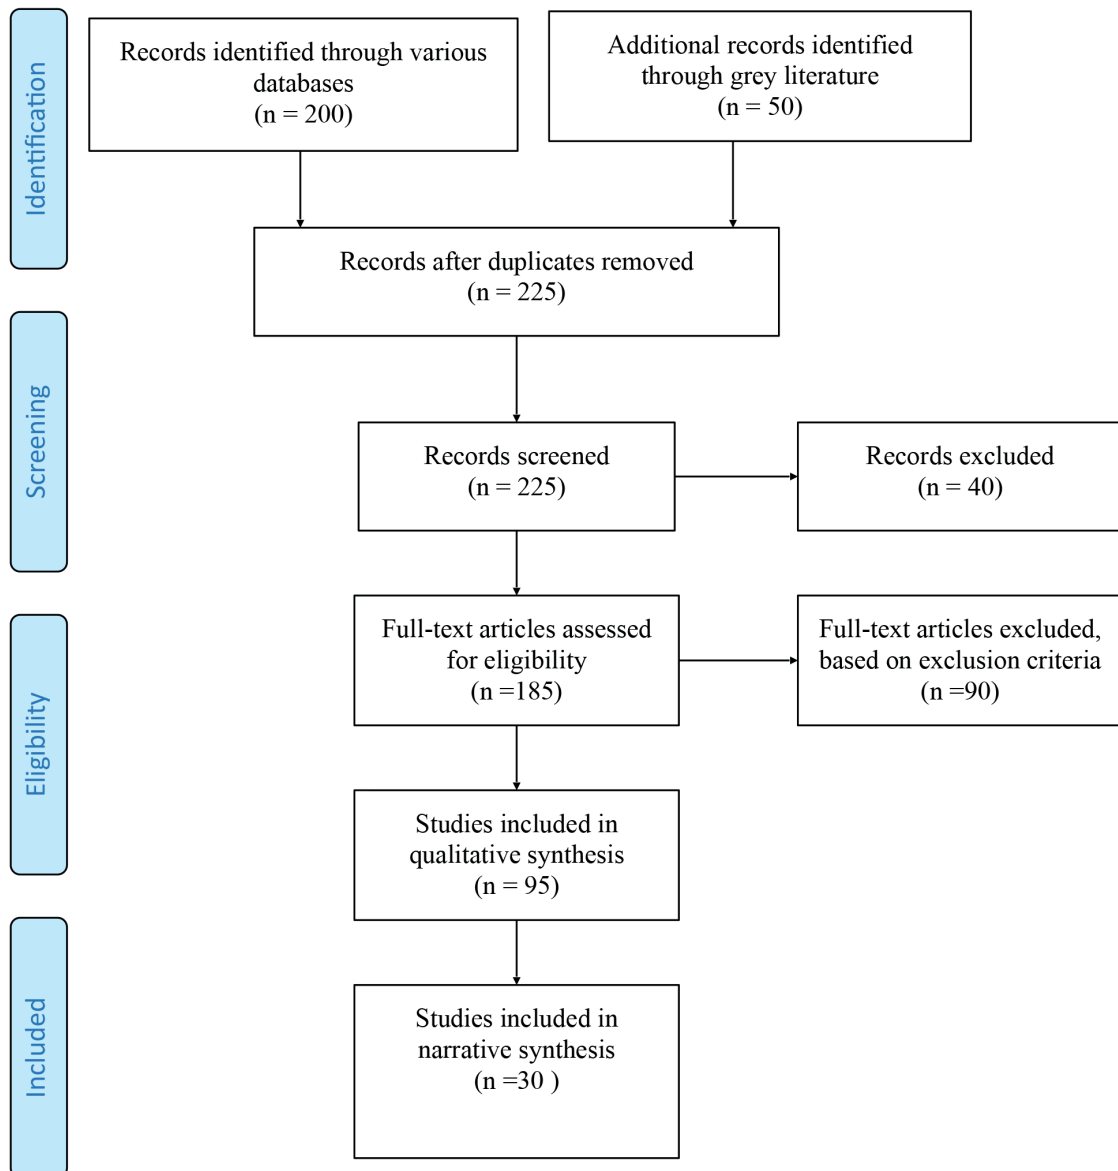 Identification
Records identified through various
databases
(n = 200)
Additional records identified
through grey literature
(n = 50)
Records after duplicates removed
(n = 225)
Screening
Records screened
(n = 225)
Records excluded
(n = 40)
Eligibility
Full-text articles assessed
for eligibility
(n =185)
Full-text articles excluded,
based on exclusion criteria
(n =90)
Studies included in
qualitative synthesis
(n = 95)
Included
Studies included in
narrative synthesis
(n =30 )